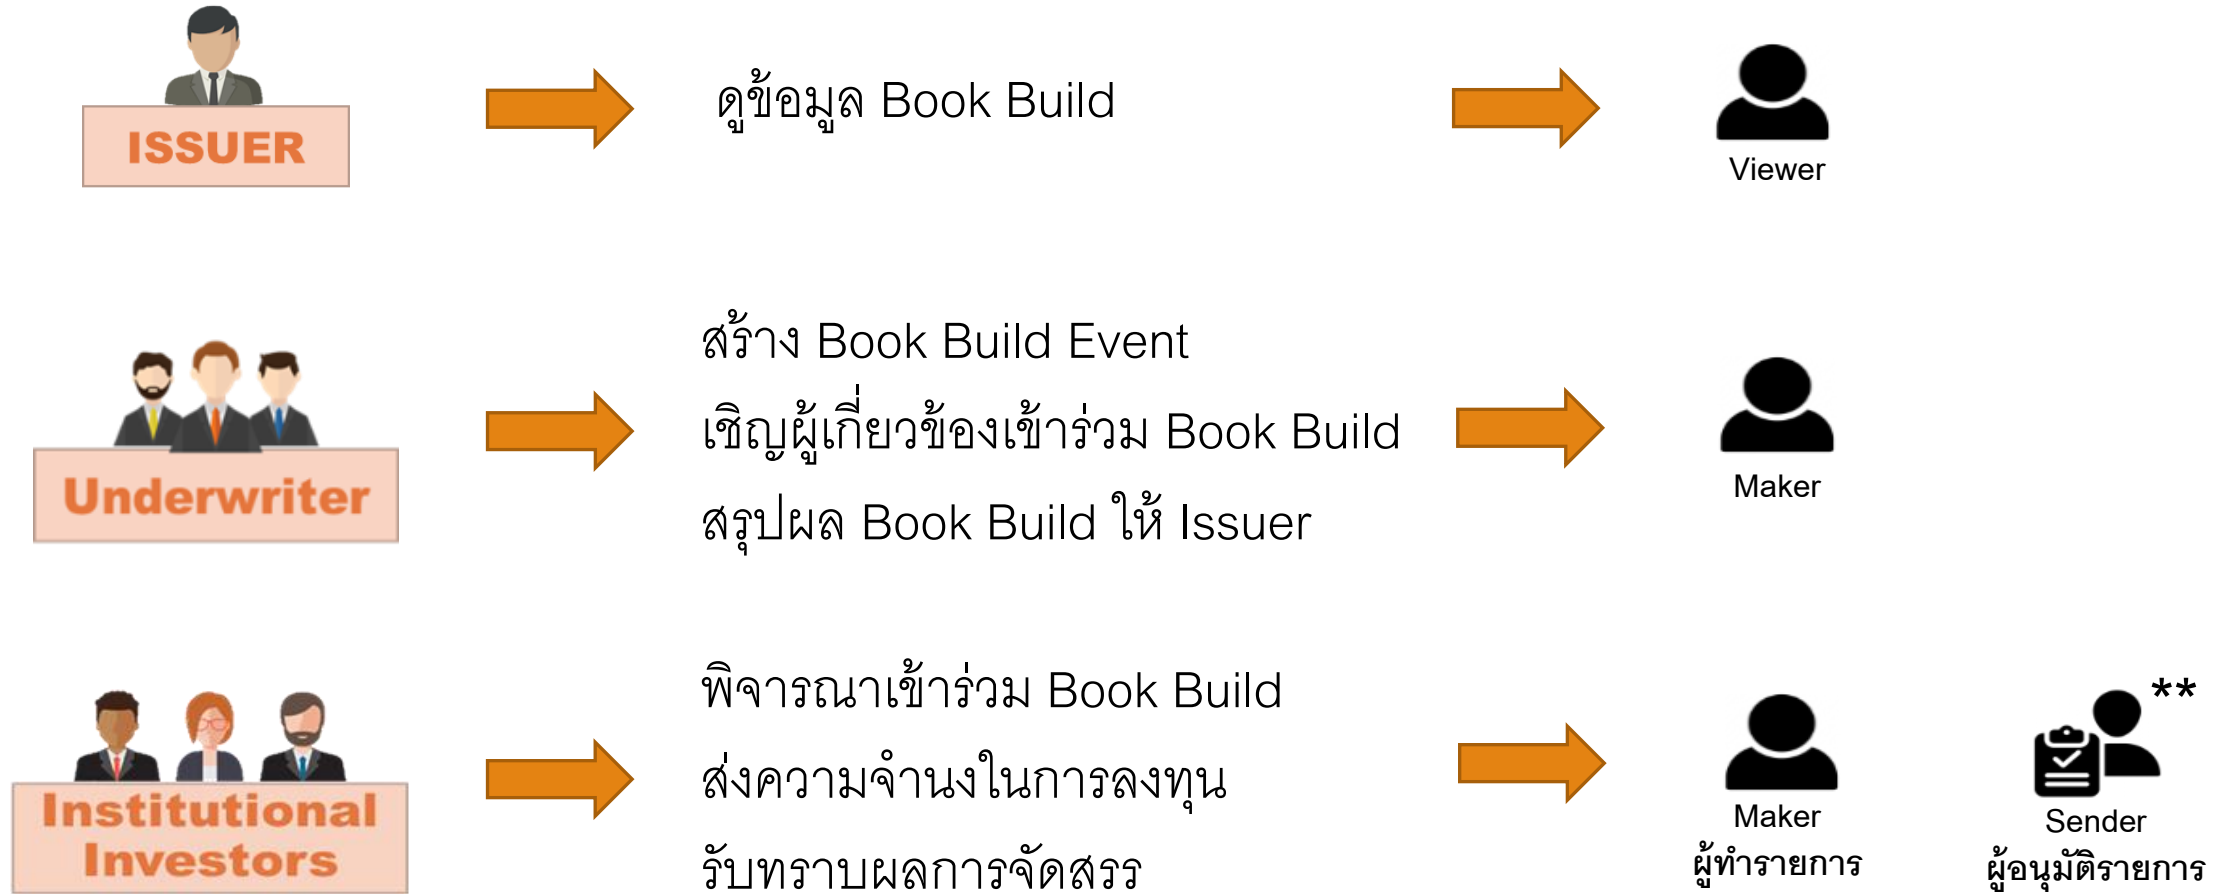 ISSUER
ดูข้อมูล Book Build
Viewer
Underwriter
สร้าง Book Build Event
เชิญผู้เกี่ยวข้องเข้าร่วม Book Build
สรุปผล Book Build ให้ Issuer
Maker
Institutional
Investors
พิจารณาเข้าร่วม Book Build
ส่งความจำนงในการลงทุน
รับทราบผลการจัดสรร
Maker
ผู้ทำรายการ
**
Sender
ผู้อนุมัติรายการ